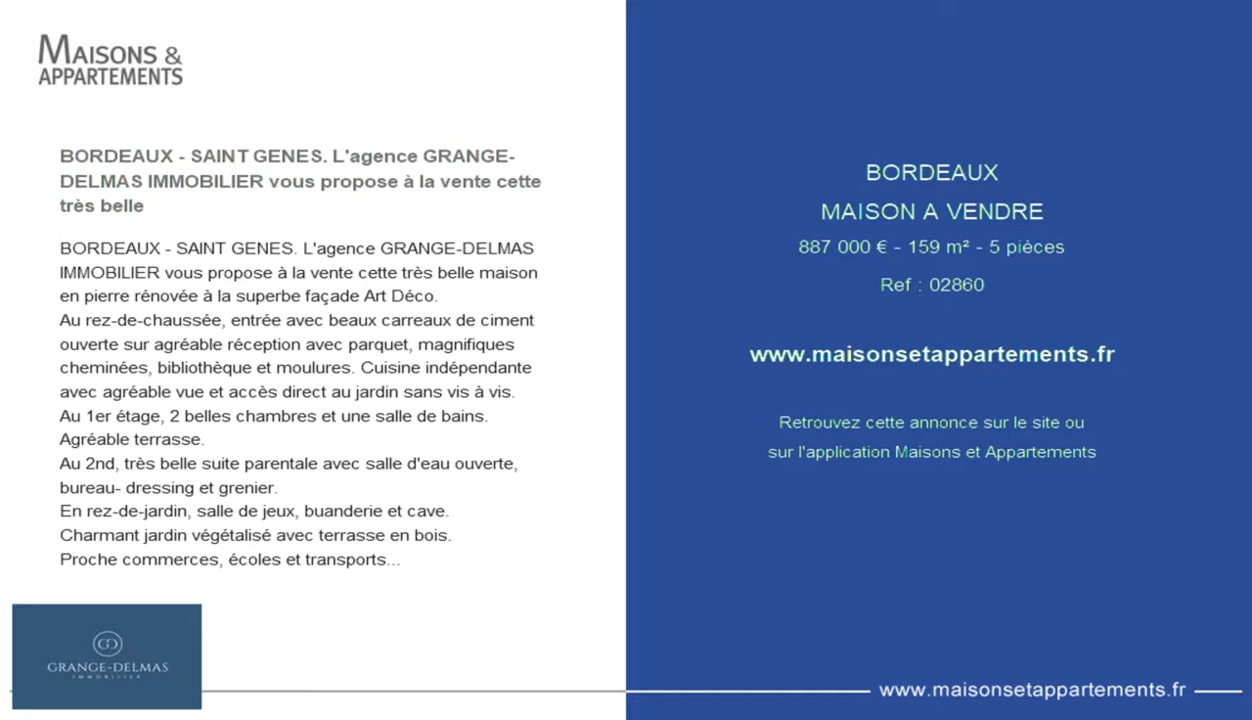 MAISONS &
APPARTEMENTS
BORDEAUX - SAINT GENES. L'agence GRANGE-
DELMAS IMMOBILIER vous propose à la vente cette
très belle
BORDEAUX - SAINT GENES. L'agence GRANGE-DELMAS
IMMOBILIER vous propose à la vente cette très belle maison
en pierre rénovée à la superbe façade Art Déco.
Au rez-de-chaussée, entrée avec beaux carreaux de ciment
ouverte sur agréable réception avec parquet, magnifiques
cheminées, bibliothèque et moulures. Cuisine indépendante
avec agréable vue et accès direct au jardin sans vis à vis.
Au 1er étage, 2 belles chambres et une salle de bains.
Agréable terrasse.
Au 2nd, très belle suite parentale avec salle d'eau ouverte,
bureau- dressing et grenier.
En rez-de-jardin, salle de jeux, buanderie et cave.
Charmant jardin végétalisé avec terrasse en bois.
Proche commerces, écoles et transports...
GRANGE-DELMAS
IMMOBILIER
BORDEAUX
MAISON A VENDRE
887 000 € - 159 m² - 5 pièces
Ref : 02860
www.maisonsetappartements.fr
Retrouvez cette annonce sur le site ou
sur l'application Maisons et Appartements
www.maisonsetappartements.fr